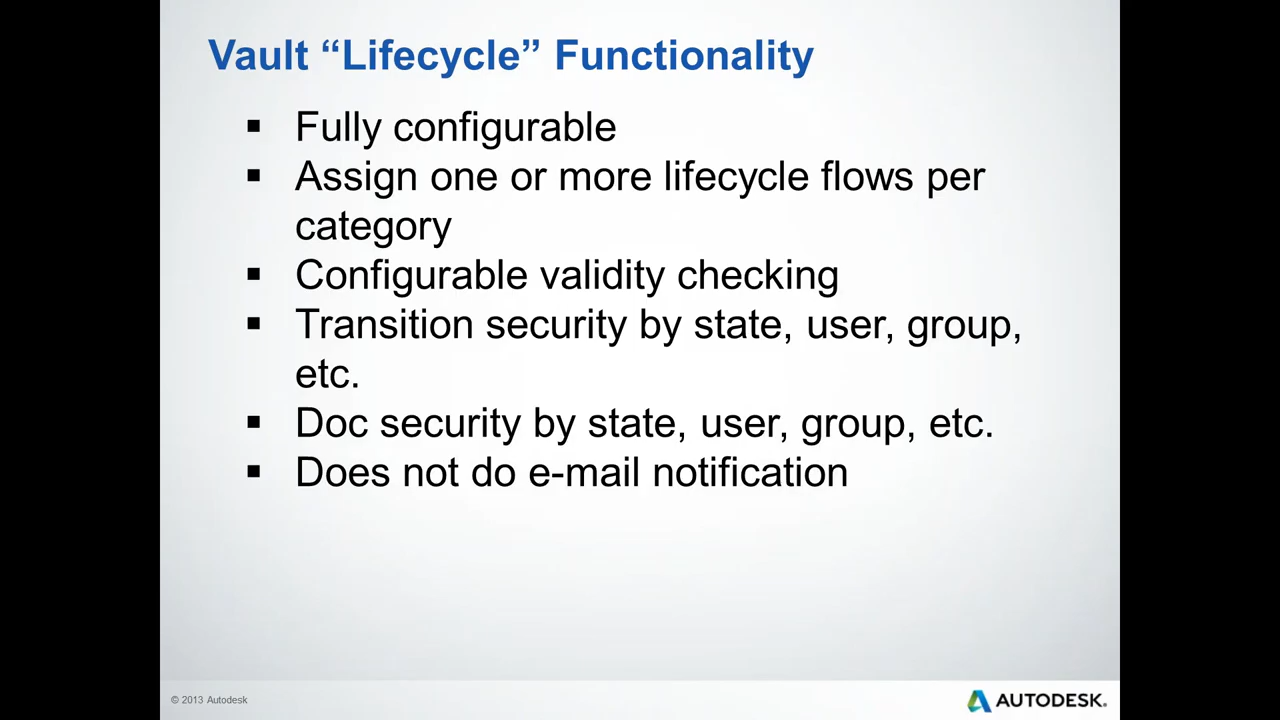 Vault “Lifecycle” Functionality
▪ Fully configurable
▪ Assign one or more lifecycle flows per
category
▪ Configurable validity checking
▪ Transition security by state, user, group,
etc.
▪ Doc security by state, user, group, etc.
▪ Does not do e-mail notification
© 2013 Autodesk
AUTODESK.